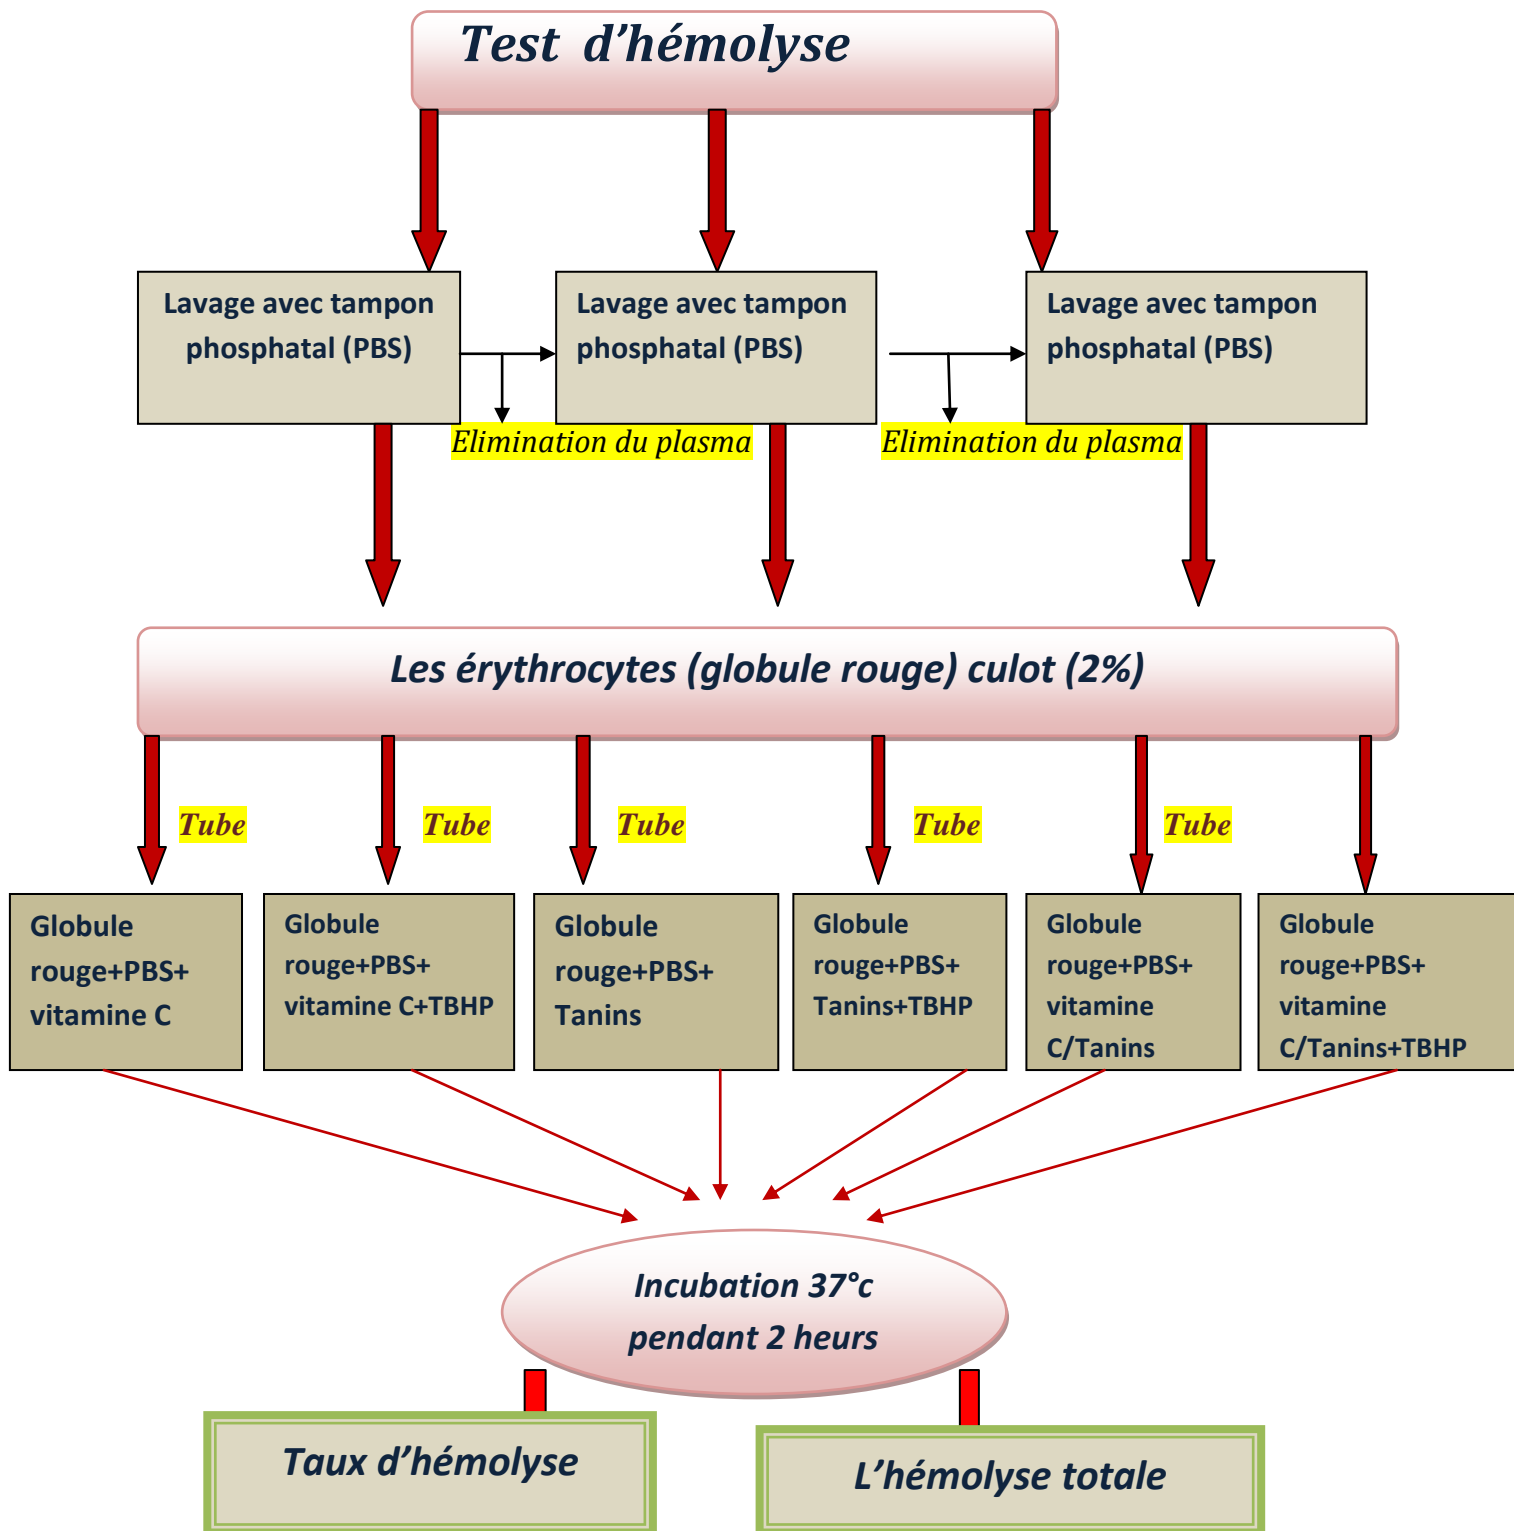 Test d’hémolyse
Lavage avec tampon
phosphatal (PBS)
Lavage avec tampon
phosphatal (PBS)
Lavage avec tampon
phosphatal (PBS)
Elimination du plasma
Elimination du plasma
Les érythrocytes (globule rouge) culot (2%)
Tube
Tube
Tube
Tube
Tube
Globule
rouge+PBS+
vitamine C
Globule
rouge+PBS+
vitamine C+TBHP
Globule
rouge+PBS+
Tanins
Globule
rouge+PBS+
Tanins+TBHP
Globule
rouge+PBS+
vitamine
C/Tanins
Globule
rouge+PBS+
vitamine
C/Tanins+TBHP
Incubation 37°c
pendant 2 heurs
Taux d’hémolyse
L’hémolyse totale